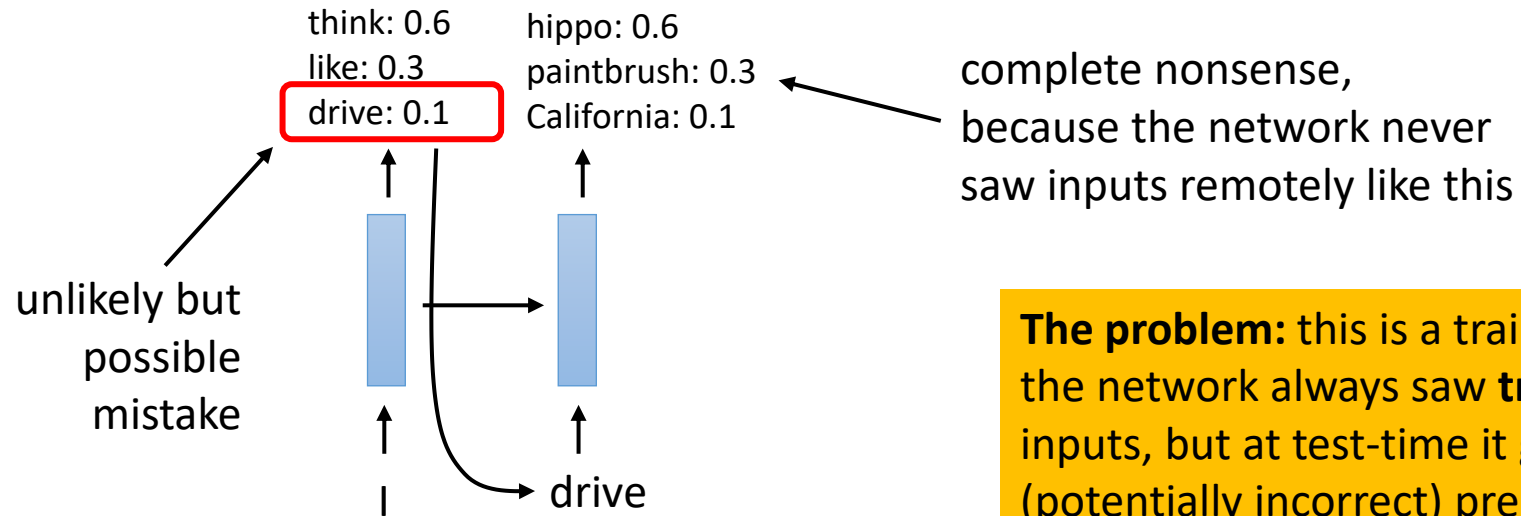 think: 0.6
like: 0.3
drive: 0.1
hippo: 0.6
paintbrush: 0.3
California: 0.1
complete nonsense,
because the network never
saw inputs remotely like this
unlikely but
possible
mistake
I
drive
The problem: this is a
the network always saw
inputs, but at test-time it
(potentially incorrect)